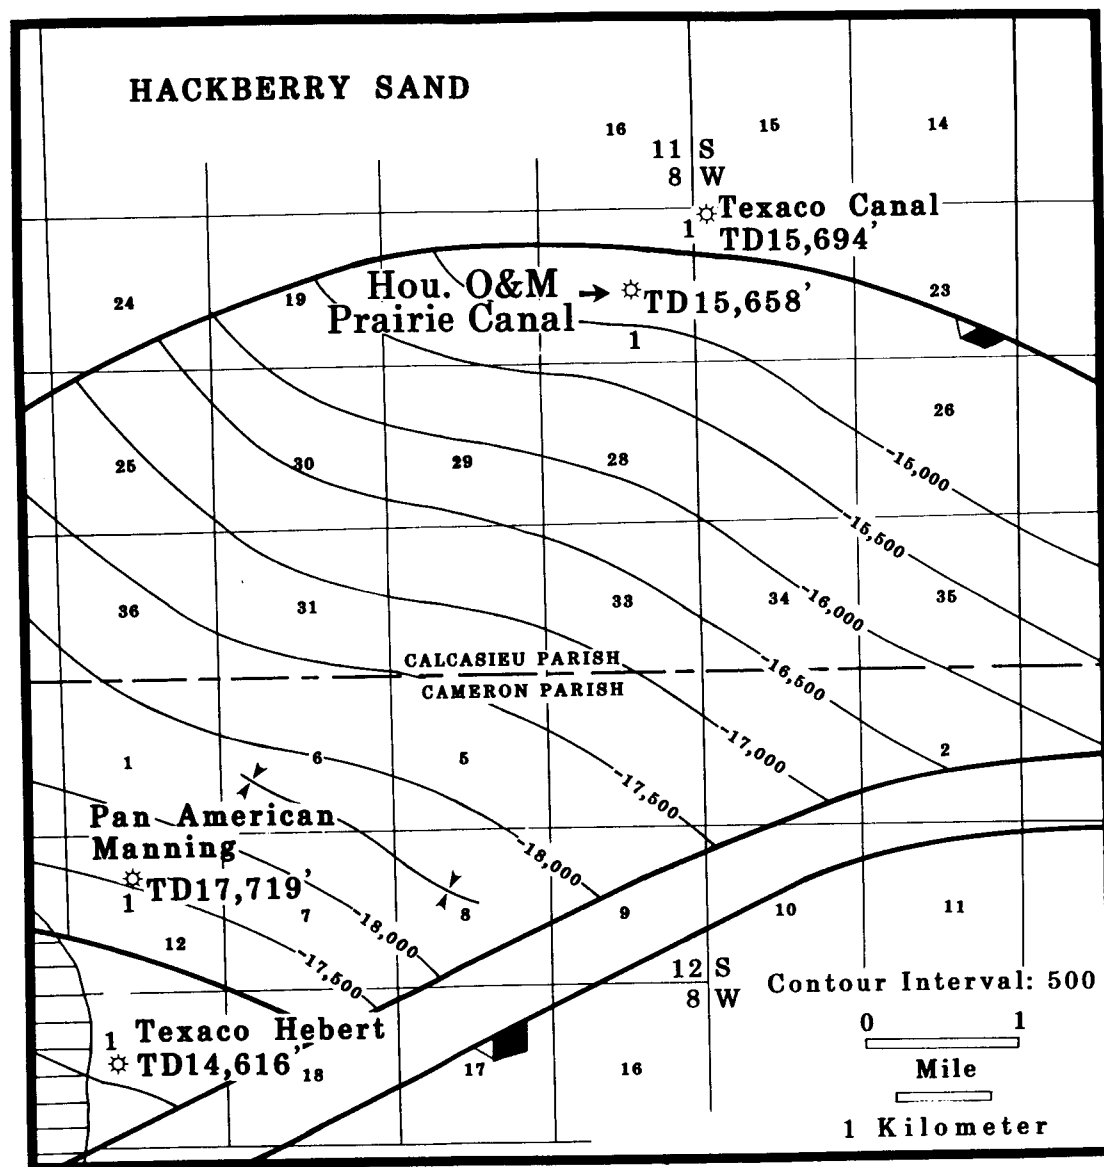 HACKBERRY SAND
16
15
14
11 S
8 W
1
Texaco Canal
TD15,694'
24
19
Hou. O&M
Prairie Canal
TD15,658'
1
23
26
-15,000
25
30
29
28
-15,500
36
31
33
34
-16,000
35
CALCASIEU PARISH
CAMERON PARISH
-16,500
1
6
5
-17,000
2
-17,500
Pan American
Manning
TD17,719'
1
-18,000
7
-18,000
8
9
10
11
12
-17,500
12 S
8 W
Contour Interval: 500
0 1
Mile
1 Kilometer
1
Texaco Hebert
TD14,616'
18
17
16